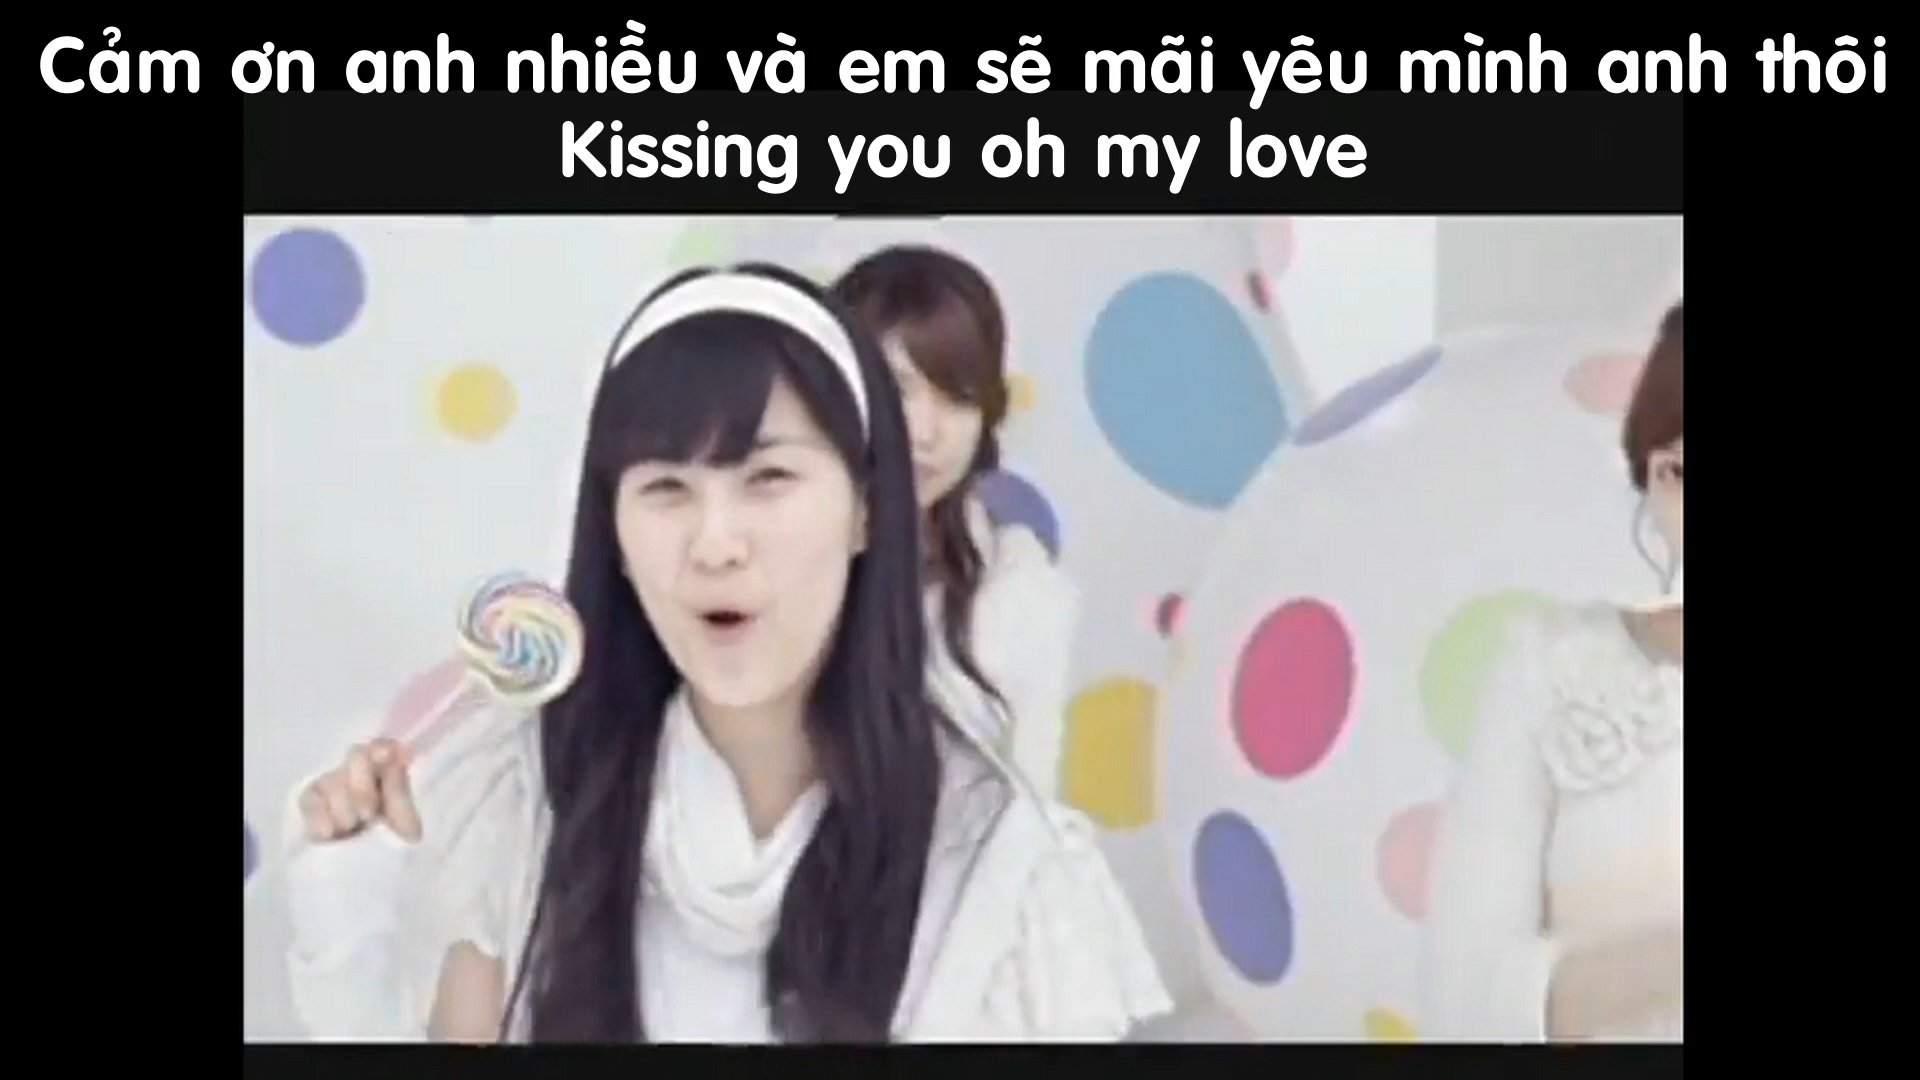 Cảm ơn anh nhiều và em sẽ mãi yêu mình anh thôi
Kissing you oh my love